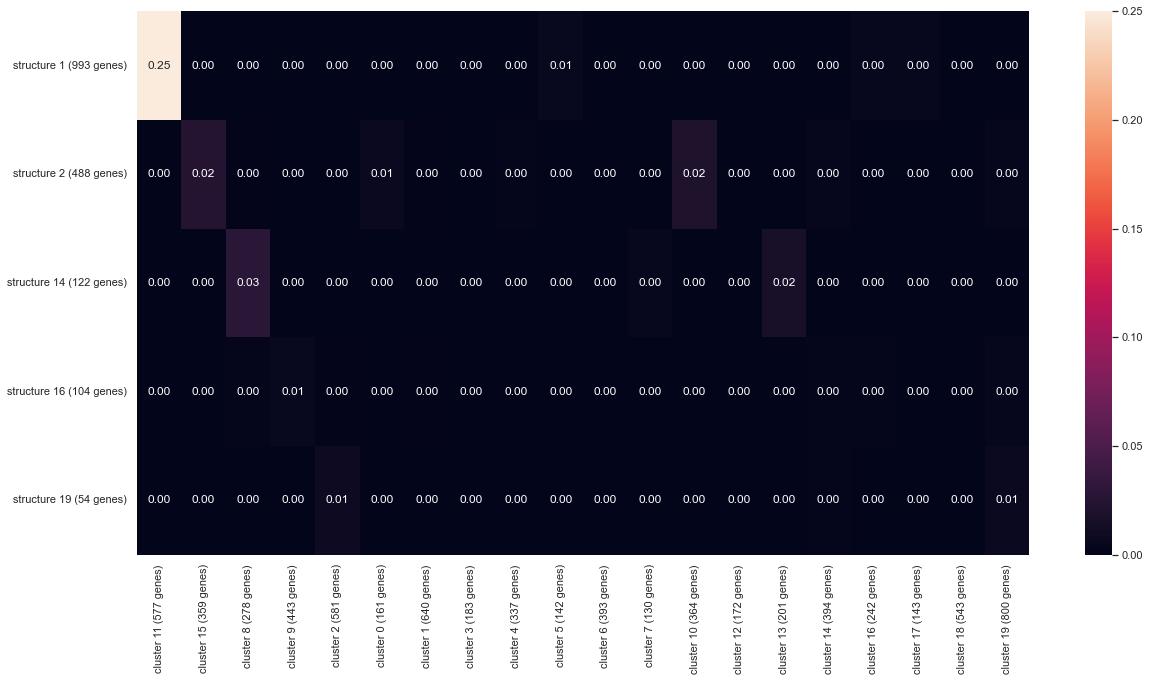 structure 1 (993 genes) 0.25 0.00 0.00 0.00 0.00 0.00 0.00 0.00 0.00 0.01 0.00 0.00 0.00 0.00 0.00 0.00 0.00 0.00 0.00 0.00
structure 2 (488 genes) 0.00 0.02 0.00 0.00 0.00 0.01 0.00 0.00 0.00 0.00 0.00 0.00 0.02 0.00 0.00 0.00 0.00 0.00 0.00 0.00
structure 14 (122 genes) 0.00 0.00 0.03 0.00 0.00 0.00 0.00 0.00 0.00 0.00 0.00 0.00 0.00 0.00 0.02 0.00 0.00 0.00 0.00 0.00
structure 16 (104 genes) 0.00 0.00 0.00 0.01 0.00 0.00 0.00 0.00 0.00 0.00 0.00 0.00 0.00 0.00 0.00 0.00 0.00 0.00 0.00 0.00
structure 19 (54 genes) 0.00 0.00 0.00 0.00 0.01 0.00 0.00 0.00 0.00 0.00 0.00 0.00 0.00 0.00 0.00 0.00 0.00 0.00 0.00 0.01
cluster 11 (577 genes)
cluster 15 (359 genes)
cluster 8 (278 genes)
cluster 9 (443 genes)
cluster 2 (581 genes)
cluster 0 (161 genes)
cluster 1 (640 genes)
cluster 3 (183 genes)
cluster 4 (337 genes)
cluster 5 (142 genes)
cluster 6 (393 genes)
cluster 7 (130 genes)
cluster 10 (364 genes)
cluster 12 (172 genes)
cluster 13 (201 genes)
cluster 14 (394 genes)
cluster 16 (242 genes)
cluster 17 (143 genes)
cluster 18 (543 genes)
cluster 19 (800 genes)
0.25
0.20
0.15
0.10
0.05
0.00